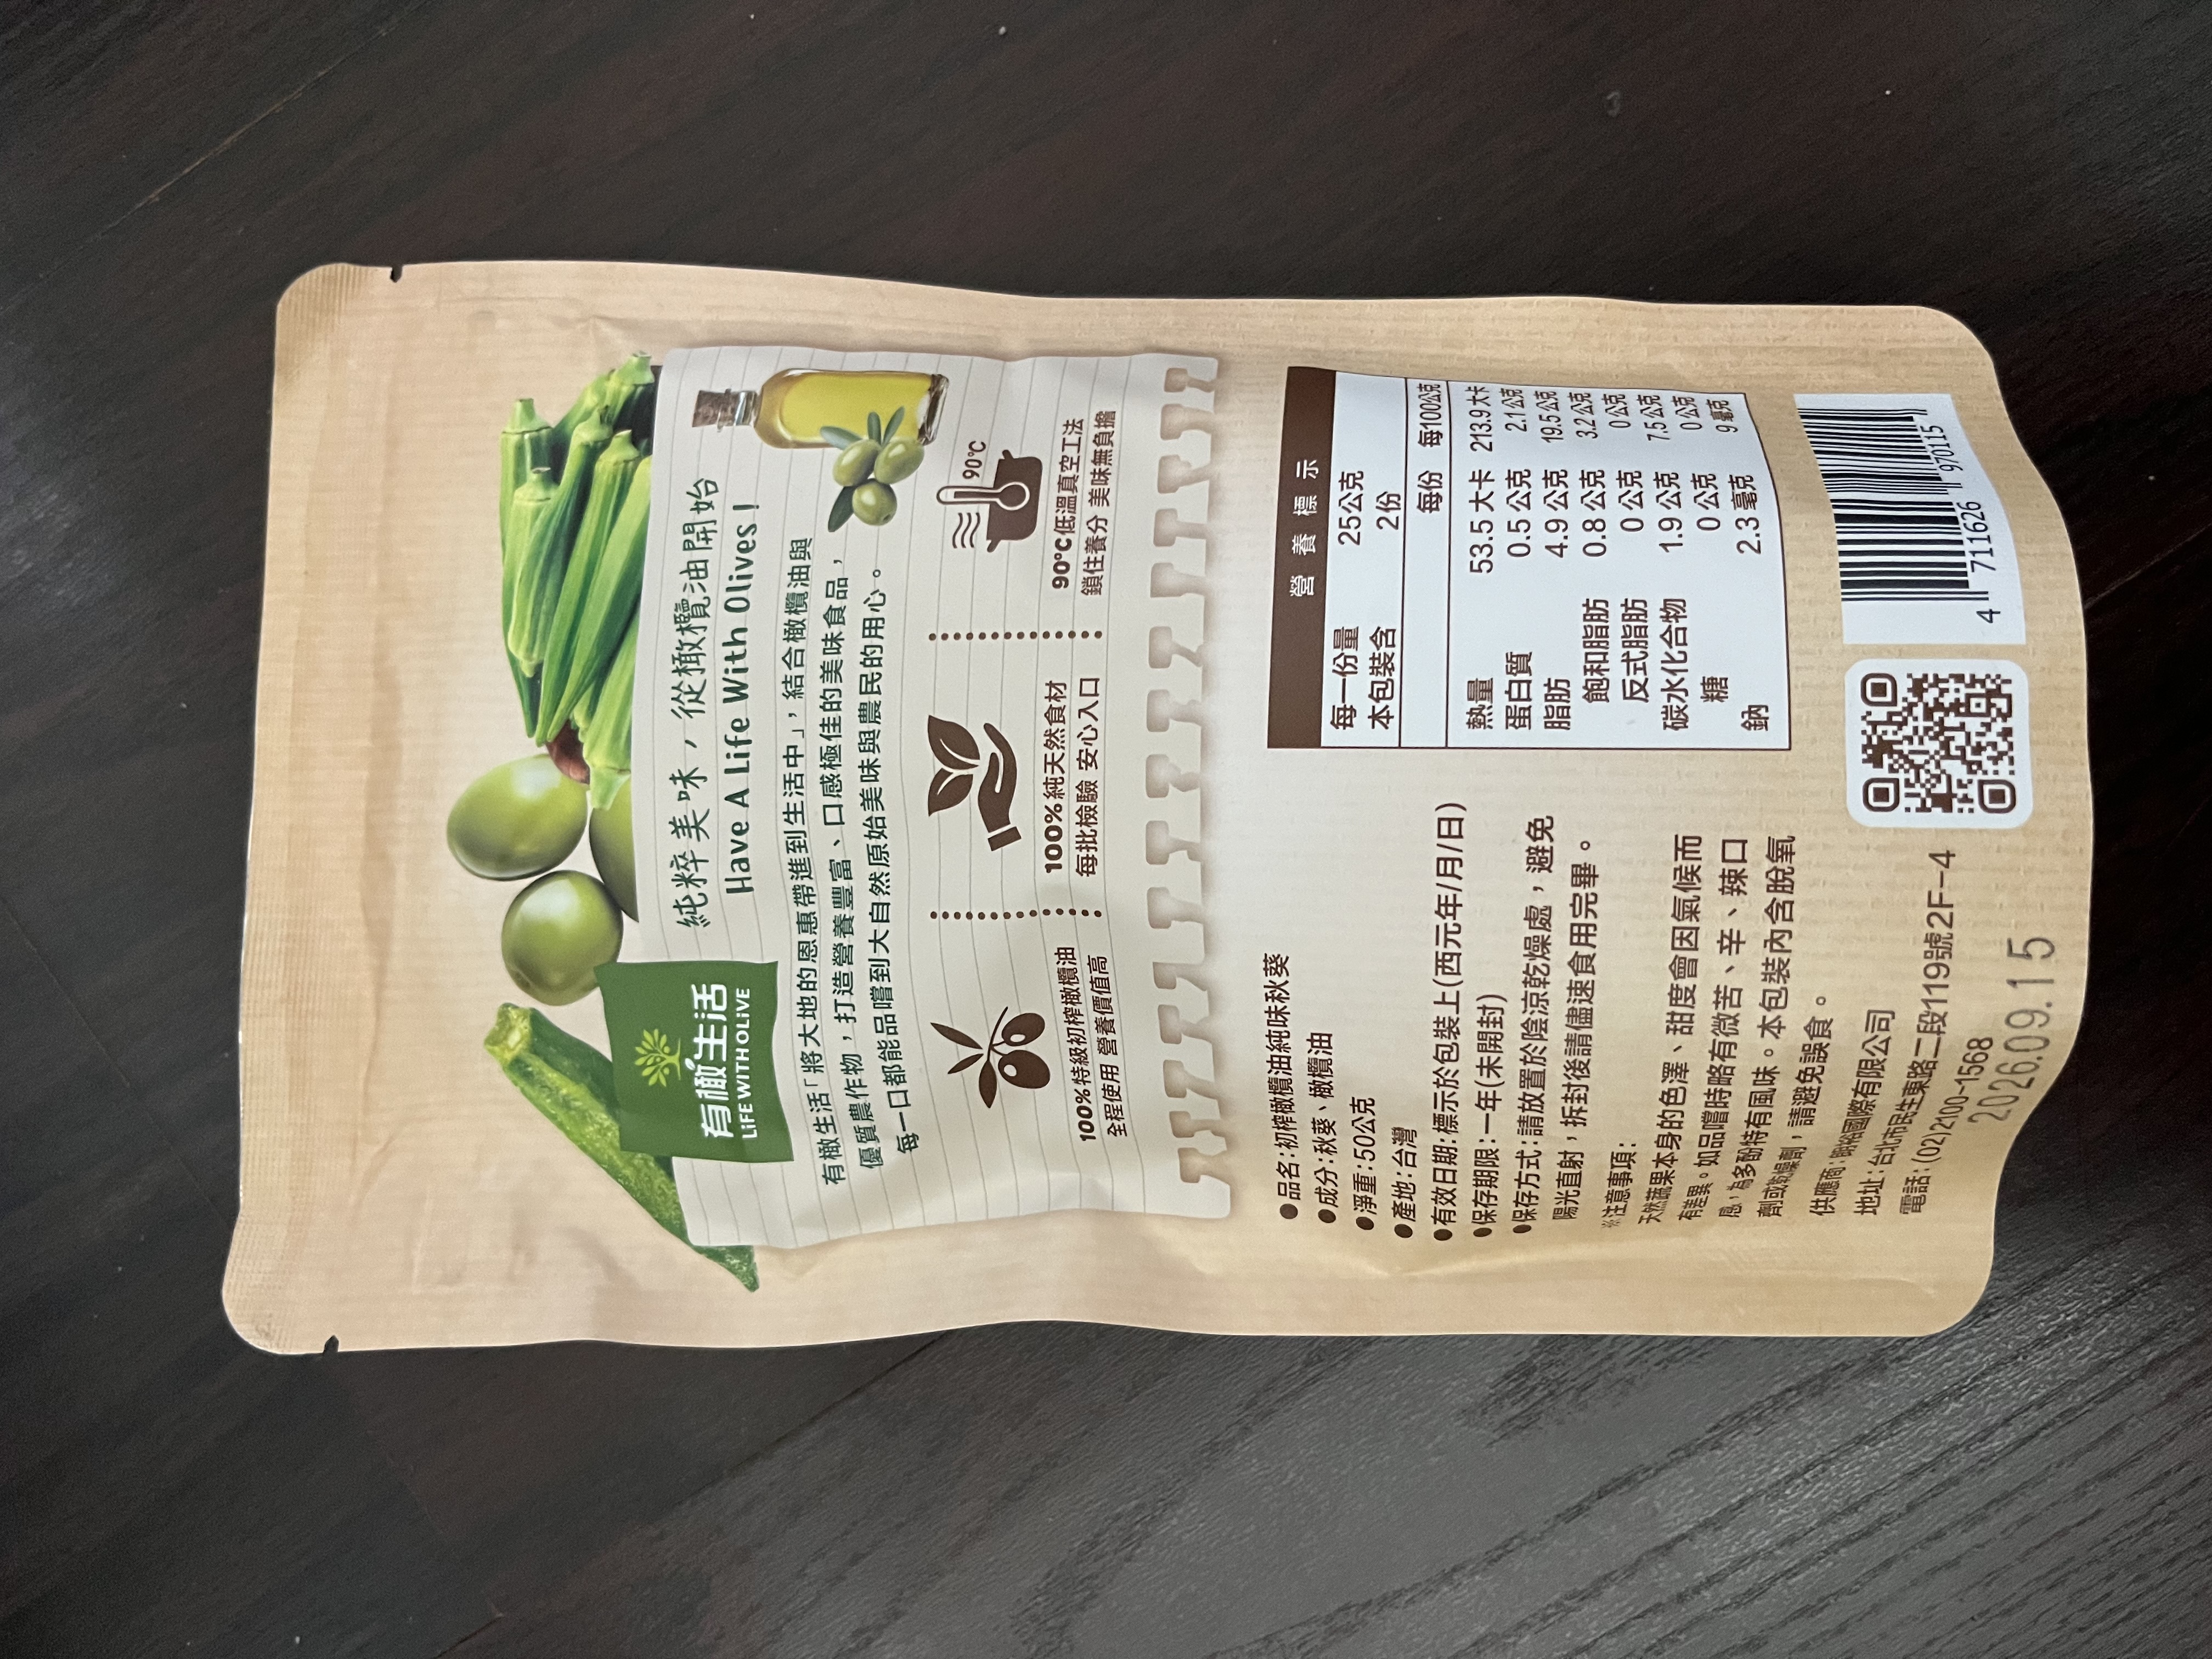 純粹美味，從橄欖油開始
Have A Life With Olives!
有橄生活
LiFE WiTH OLiVE
有橄生活「將大地的恩惠帶進到生活中」，結合橄欖油與
優質農作物，打造營養豐富、口感極佳的美味食品，
每一口都能品嚐到大自然原始美味與農民的用心。
100%特級初榨橄欖油
全程使用 營養價值高
100%純天然食材
每批檢驗 安心入口
90℃
90°C低溫真空工法
鎖住養分 美味無負擔
●品名:初榨橄欖油純味秋葵
●成分:秋葵、橄欖油
●淨重:50公克
●產地:台灣
●有效日期:標示於包裝上(西元年/月/日)
●保存期限:一年(未開封)
●保存方式:請放置於陰涼乾燥處，避免
陽光直射，拆封後請儘速食用完畢。
※注意事項:
天然蔬果本身的色澤、甜度會因氣候而
有差異。如品嚐時略有微苦、辛、辣口
感，為多酚特有風味。本包裝內含脫氧
劑或乾燥劑，請避免誤食。
供應商: 國際有限公司
地址:台北市民生東路二段119號2F-4
電話:(02)2100-1568
2026.09.15
營養標示
每一份量 25公克
本包裝含 2份
每份 每100公克
熱量 53.5大卡 213.9大卡
蛋白質 0.5公克 2.1公克
脂肪 4.9公克 19.5公克
飽和脂肪 0.8公克 3.2公克
反式脂肪 0公克 0公克
碳水化合物 1.9公克 7.5公克
糖 0公克 0公克
鈉 2.3毫克 9毫克
4 711626 970115